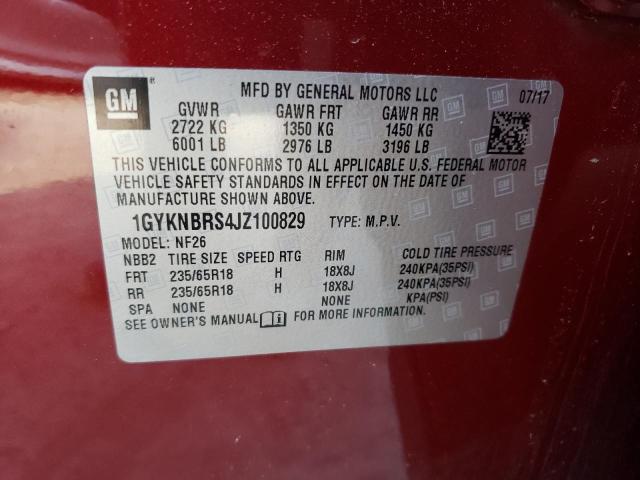 GM
MFD BY GENERAL MOTORS LLC 07/17
GVWR GAWR FRT GAWR RR
2722 KG 1350 KG 1450 KG
6001 LB 2976 LB 3196 LB
THIS VEHICLE CONFORMS TO ALL APPLICABLE U.S. FEDERAL MOTOR
VEHICLE SAFETY STANDARDS IN EFFECT ON THE DATE OF
MANUFACTURE SHOWN ABOVE.
1GYKNBRS4JZ100829 TYPE: M.P.V.
MODEL: NF26
NBB2 TIRE SIZE SPEED RTG RIM COLD TIRE PRESSURE
FRT 235/65R18 H 18X8J 240KPA(35PSI)
RR 235/65R18 H 18X8J 240KPA(35PSI)
SPA NONE NONE KPA(PSI)
SEE OWNER'S MANUAL i FOR MORE INFORMATION.